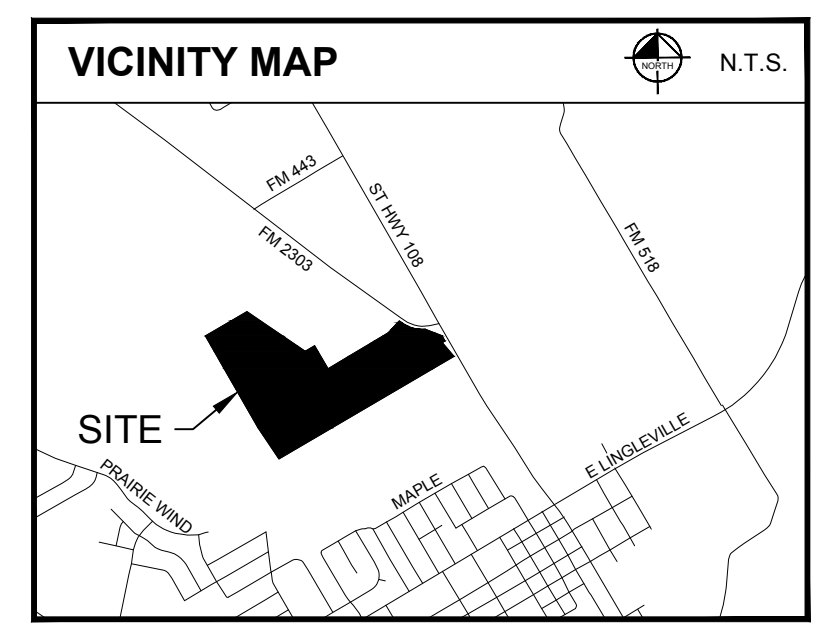 VICINITY MAP
NORTH
N.T.S.
FM 443
ST HWY 108
FM 2303
FM 518
SITE
E LINGLEVILLE
MAPLE
PRAIRIE WIND